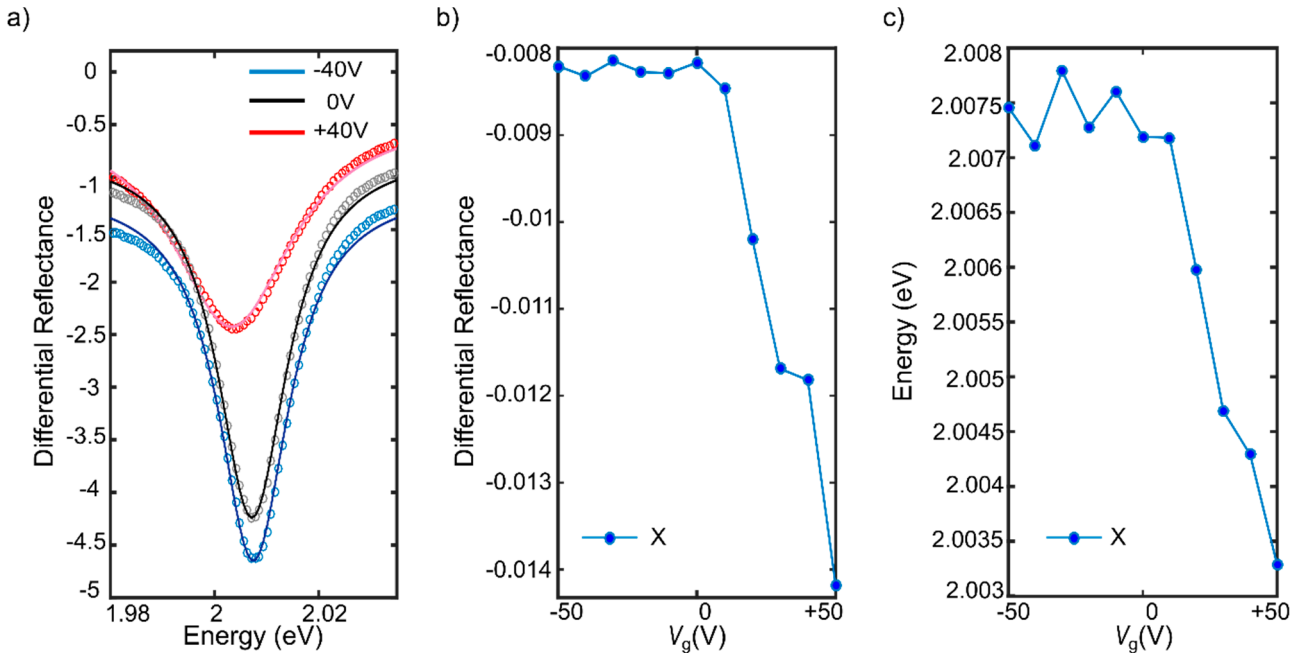 a)
Differential Reflectance
0
-0.5
-1
-1.5
-2
-2.5
-3
-3.5
-4
-4.5
-5
-40V
0V
+40V
1.98 2 2.02
Energy (eV)
b)
Differential Reflectance
-0.008
-0.009
-0.01
-0.011
-0.012
-0.013
-0.014
X
-50 0 +50
Vg(V)
c)
Energy (eV)
2.008
2.0075
2.007
2.0065
2.006
2.0055
2.005
2.0045
2.004
2.0035
2.003
X
-50 0 +50
Vg(V)